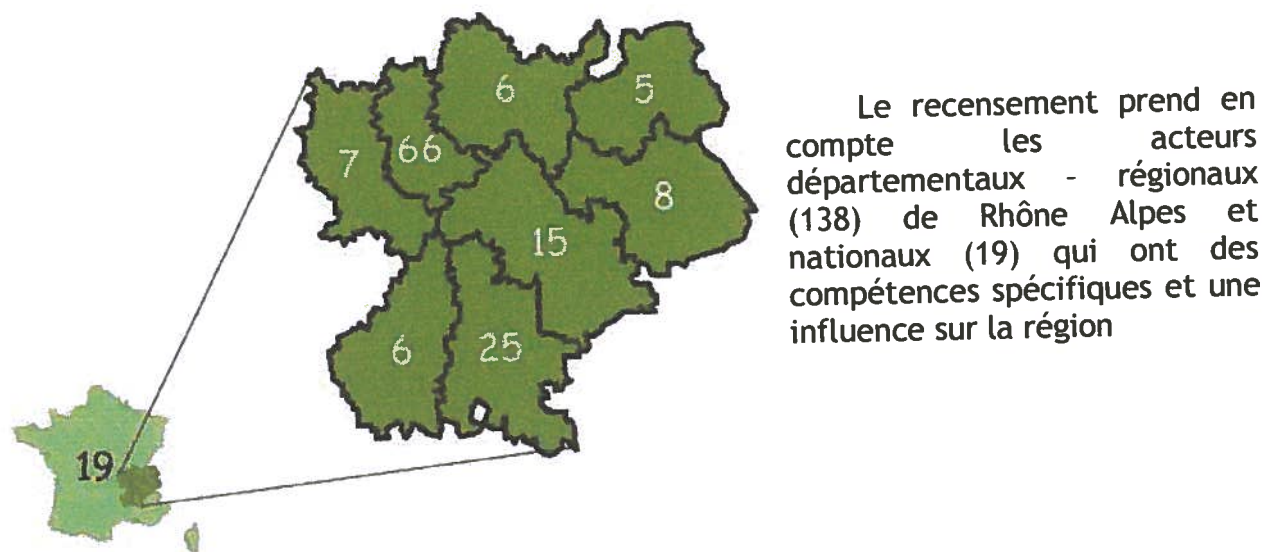 6
5
7
66
8
15
6
25
19
Le recensement prend en
compte les acteurs
départementaux - régionaux
(138) de Rhône Alpes et
nationaux (19) qui ont des
compétences spécifiques et une
influence sur la région